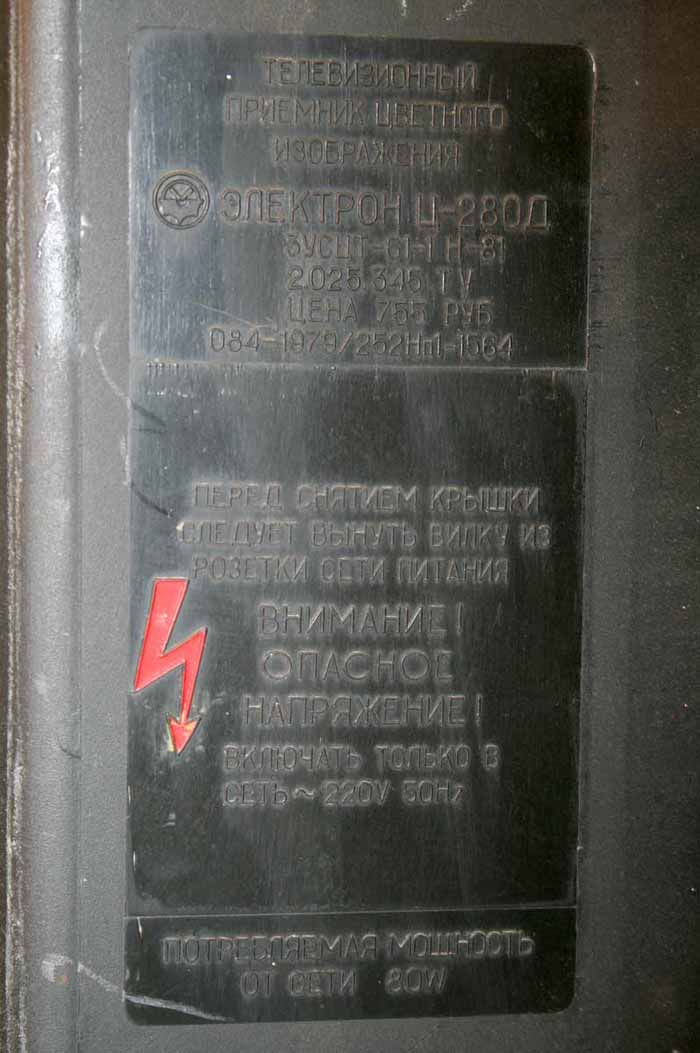 ТЕЛЕВИЗИОННЫЙ
ПРИЕМНИК ЦВЕТНОГО
ИЗОБРАЖЕНИЯ
ЭЛЕКТРОН Ц-280Д
3УСЦТ-61-1 Н-81
2.025.345 ТУ
ЦЕНА 755 РУБ
084-1979/252НП1-1564
ПЕРЕД СНЯТИЕМ КРЫШКИ
СЛЕДУЕТ ВЫНУТЬ ВИЛКУ ИЗ
РОЗЕТКИ СЕТИ ПИТАНИЯ
ВНИМАНИЕ!
ОПАСНОЕ
НАПРЯЖЕНИЕ!
ВКЛЮЧАТЬ ТОЛЬКО В
СЕТЬ ~ 220V 50Hz
ПОТРЕБЛЯЕМАЯ МОЩНОСТЬ
ОТ СЕТИ 80W